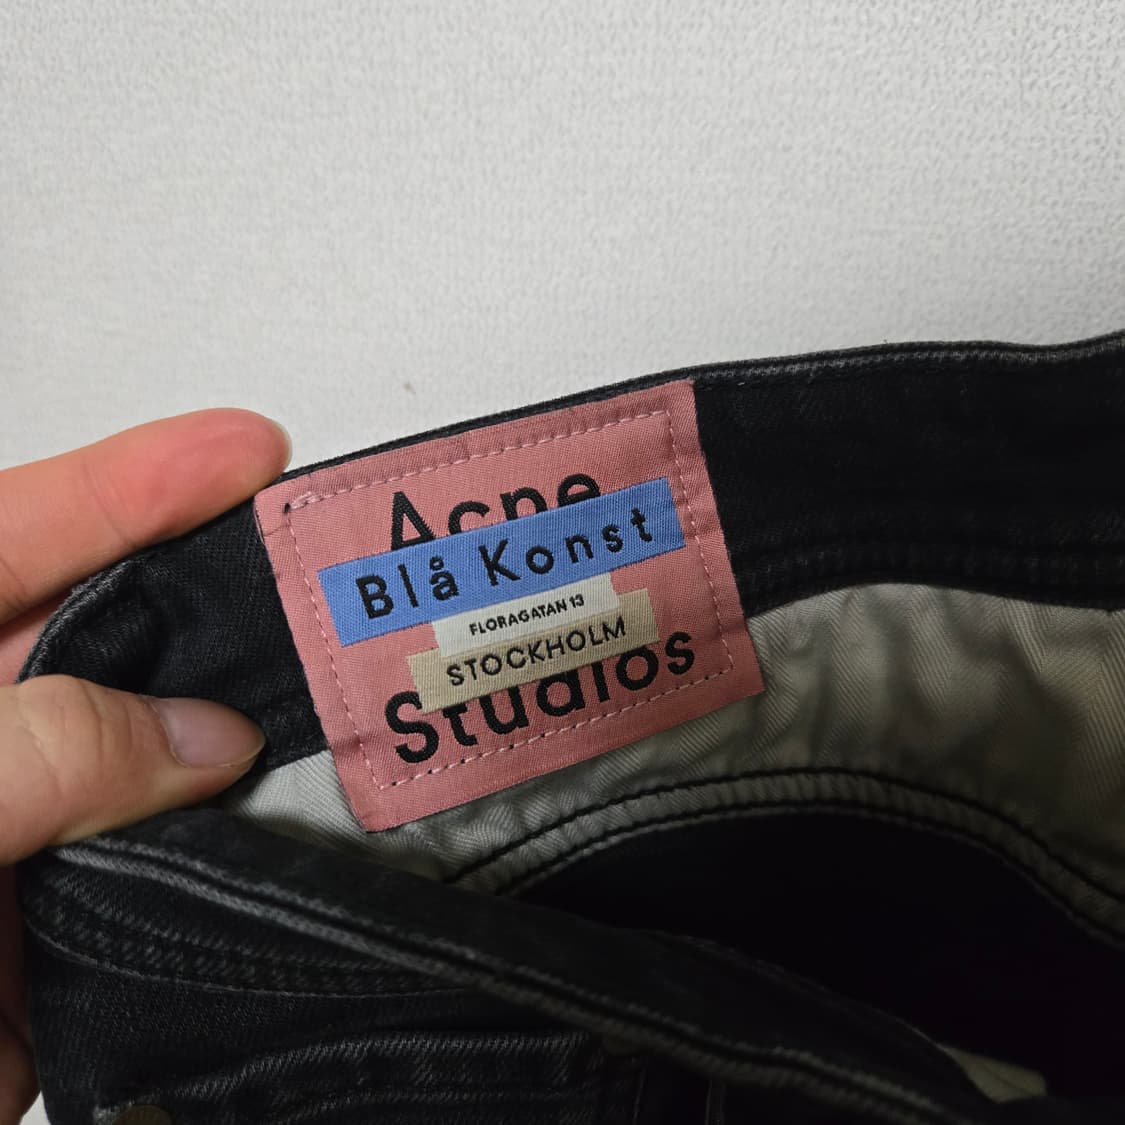 Acne
Blå Konst
FLORAGATAN 13
STOCKHOLM
Studios